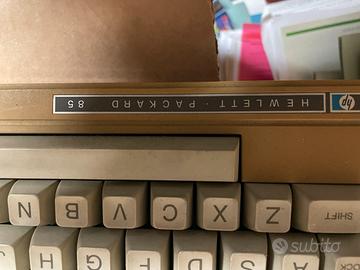 hp HEWLETT · PACKARD 85
SHIFT Z X C V B N
A S D F G H
subito